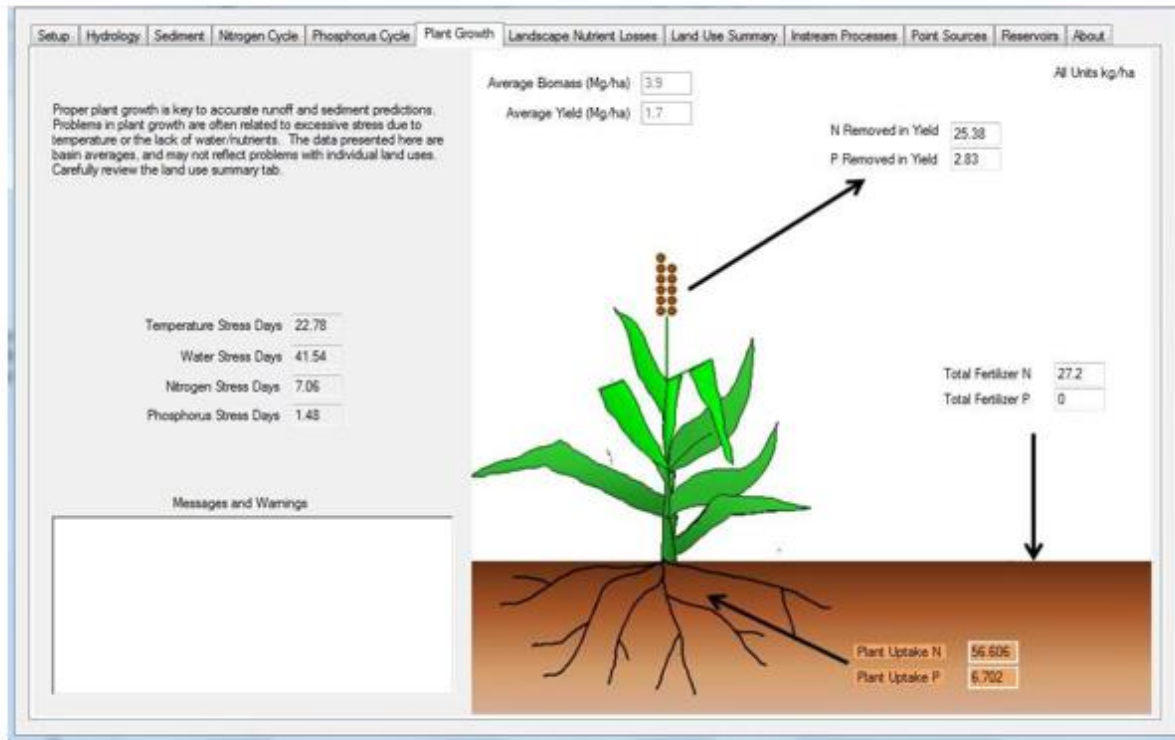 Setup Hydrology Sediment Nitrogen Cycle Phosphorus Cycle Plant Growth Landscape Nutrient Losses Land Use Summary Instream Processes Point Sources Reservoirs About
All Units kg/ha
Average Biomass (Mg/ha) 3.9
Average Yield (Mg/ha) 1.7
Proper plant growth is key to accurate runoff and sediment predictions.
Problems in plant growth are often related to excessive stress due to
temperature or the lack of water/nutrients. The data presented here are
basin averages, and may not reflect problems with individual land uses.
Carefully review the land use summary tab.
N Removed in Yield 25.38
P Removed in Yield 2.83
Temperature Stress Days 22.78
Water Stress Days 41.54
Nitrogen Stress Days 7.06
Phosphorus Stress Days 1.48
Total Fertilizer N 27.2
Total Fertilizer P 0
Messages and Warnings
Plant Uptake N 56.606
Plant Uptake P 6.702